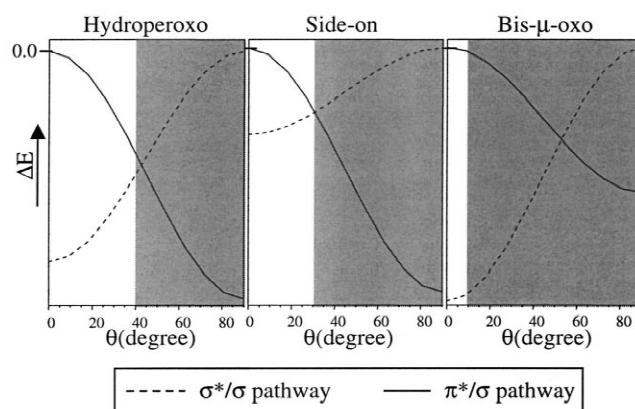 Hydroperoxo Side-on Bis-μ-oxo
0.0
ΔE
0 20 40 60 80 0 20 40 60 80 0 20 40 60 80
θ(degree) θ(degree) θ(degree)
σ*/σ pathway π*/σ pathway